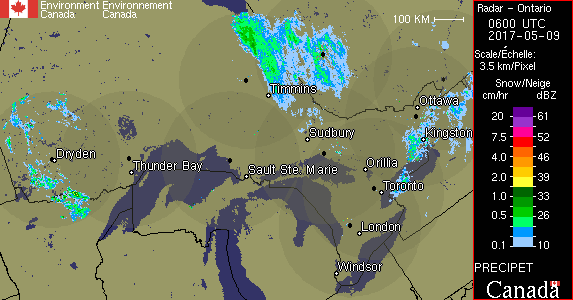 Environment Environnement
Canada Canada
100 KM
Timmins
Ottawa
Sudbury
Kingston
Dryden
Thunder Bay
Sault Ste. Marie
Orillia
Toronto
London
Windsor
Radar - Ontario
0600 UTC
2017-05-09
Scale/Échelle:
3.5 km/Pixel
Snow/Neige
cm/hr dBZ
20 61
7.5 57
5.5 52
4.0 46
2.0 39
1.0 33
0.5 26
0.1 10
PRECIPET
Canada